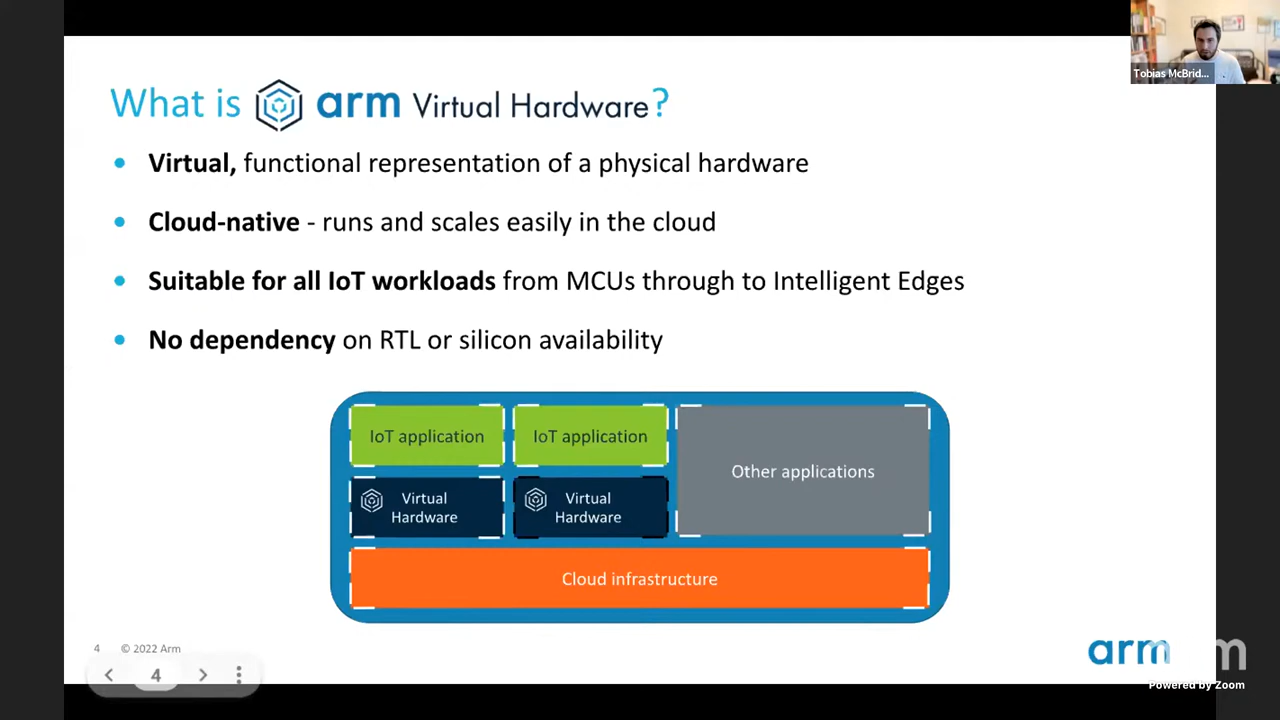 Tobias McBrid...
What is arm Virtual Hardware?
• Virtual, functional representation of a physical hardware
• Cloud-native - runs and scales easily in the cloud
• Suitable for all IoT workloads from MCUs through to Intelligent Edges
• No dependency on RTL or silicon availability
IoT application
IoT application
Other applications
Virtual
Hardware
Virtual
Hardware
Cloud infrastructure
4 © 2022 Arm
4
arm
Powered by Zoom